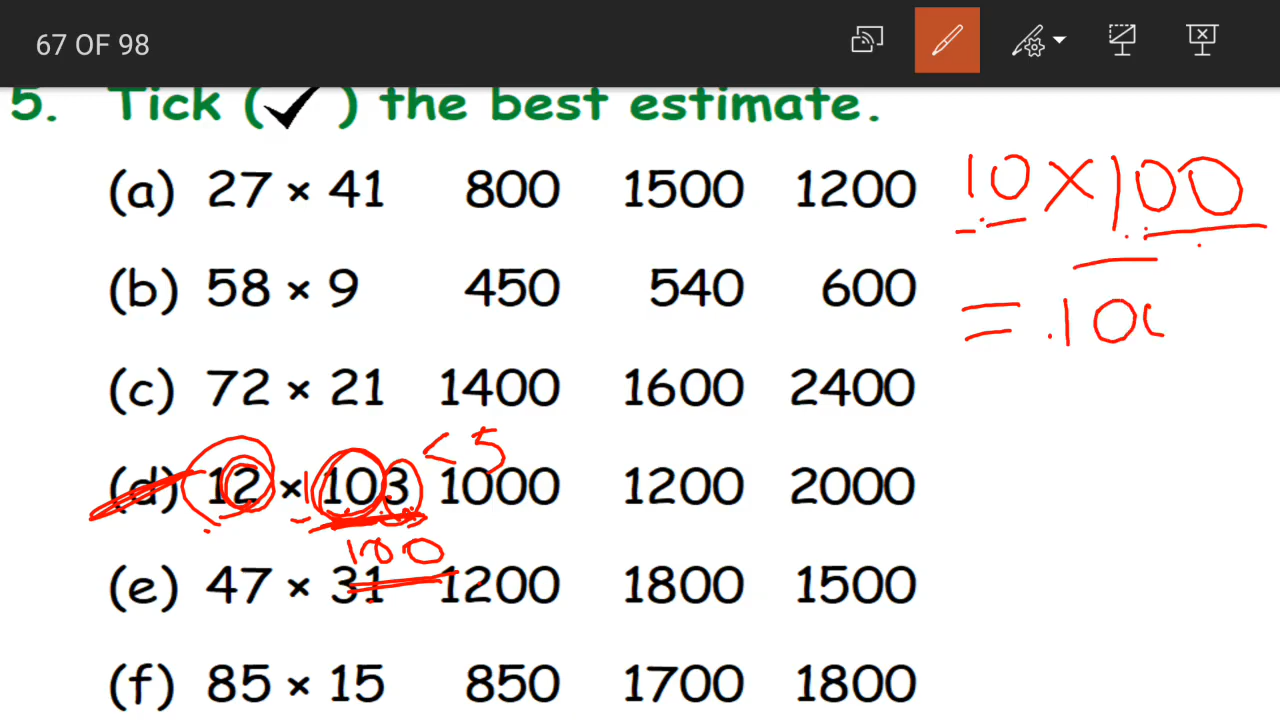 67 OF 98
5. Tick (✓) the best estimate.
(a) 27 × 41 800 1500 1200
10 × 100
(b) 58 × 9 450 540 600
= 10
(c) 72 × 21 1400 1600 2400
< 5
(d) 12 × 103 1000 1200 2000
100
(e) 47 × 31 1200 1800 1500
(f) 85 × 15 850 1700 1800